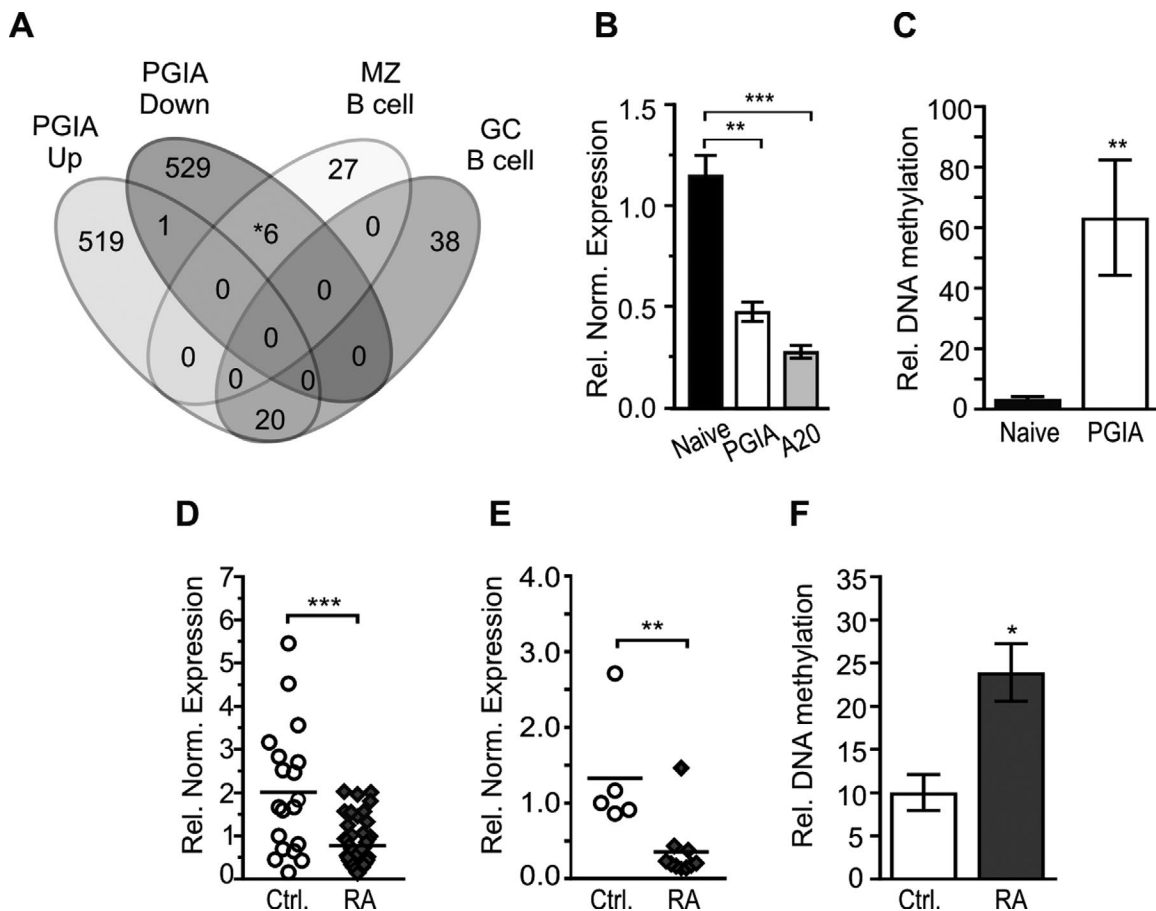 A
PGIA
Up
PGIA
Down
MZ
B cell
GC
B cell
529
27
519
1
*6
0
38
0
0
0
0
0
0
0
20
B
Rel. Norm. Expression
1.5
1.0
0.5
0.0
***
**
Naive
PGIA
A20
C
Rel. DNA methylation
100
80
60
40
20
0
**
Naive
PGIA
D
Rel. Norm. Expression
7
6
5
4
3
2
1
0
***
Ctrl.
RA
E
Rel. Norm. Expression
4.0
3.0
2.0
1.0
0.0
**
Ctrl.
RA
F
Rel. DNA methylation
35
30
25
20
15
10
5
0
*
Ctrl.
RA